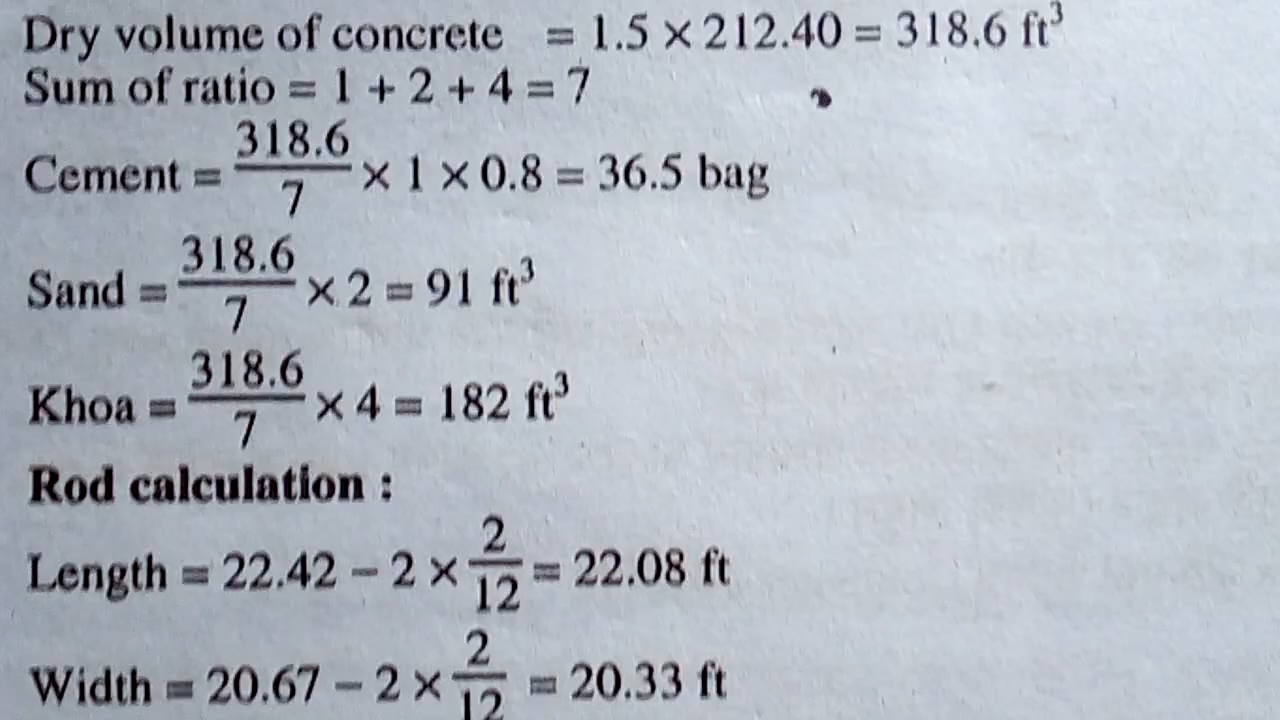 Dry volume of concrete = 1.5 × 212.40 = 318.6 ft³
Sum of ratio = 1 + 2 + 4 = 7
Cement = 318.6/7 × 1 × 0.8 = 36.5 bag
Sand = 318.6/7 × 2 = 91 ft³
Khoa = 318.6/7 × 4 = 182 ft³
Rod calculation :
Length = 22.42 − 2 × 2/12 = 22.08 ft
Width = 20.67 − 2 × 2/12 = 20.33 ft